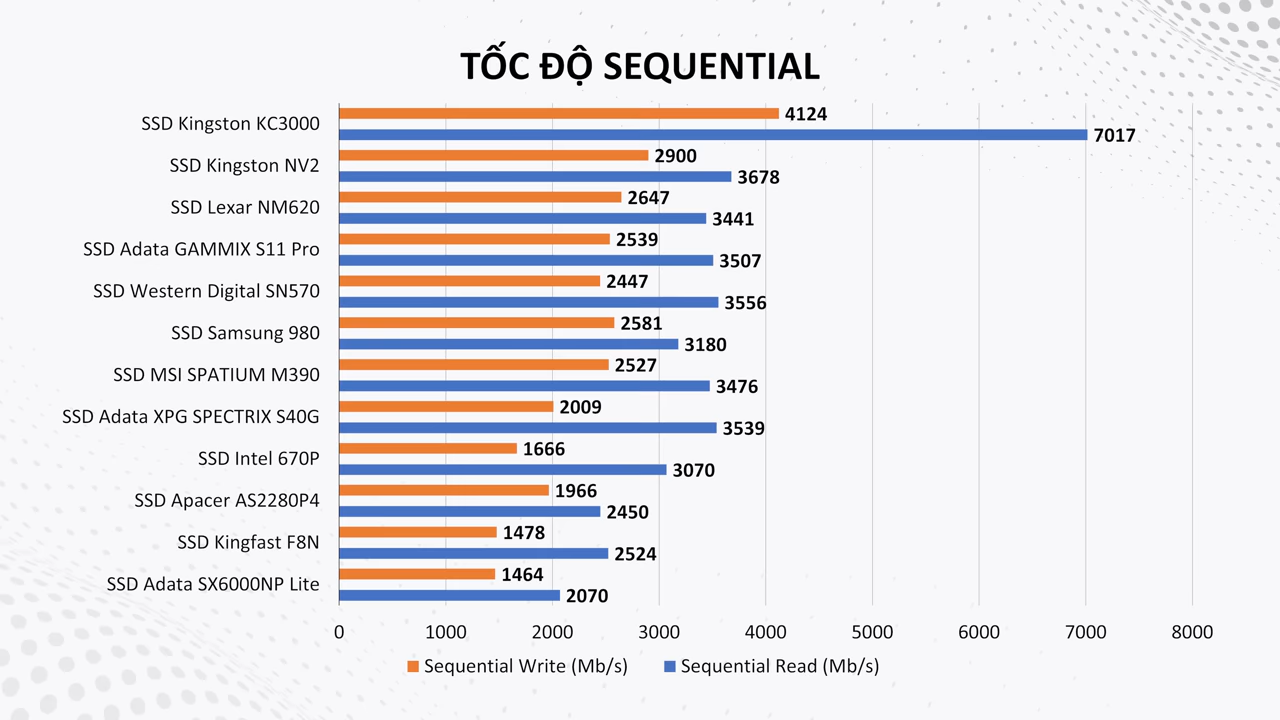 TỐC ĐỘ SEQUENTIAL
SSD Kingston KC3000
4124
7017
SSD Kingston NV2
2900
3678
SSD Lexar NM620
2647
3441
SSD Adata GAMMIX S11 Pro
2539
3507
SSD Western Digital SN570
2447
3556
SSD Samsung 980
2581
3180
SSD MSI SPATIUM M390
2527
3476
SSD Adata XPG SPECTRIX S40G
2009
3539
SSD Intel 670P
1666
3070
SSD Apacer AS2280P4
1966
2450
SSD Kingfast F8N
1478
2524
SSD Adata SX6000NP Lite
1464
2070
0 1000 2000 3000 4000 5000 6000 7000 8000
Sequential Write (Mb/s) Sequential Read (Mb/s)